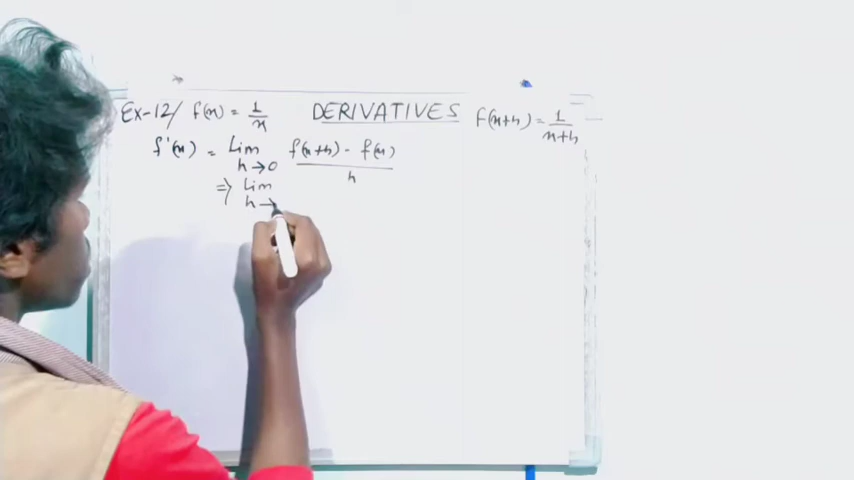 DERIVATIVES
Ex-12/ f(x) = 1/x
f(x+h) = 1/x+h
f'(x) = Lim h→0 f(x+h) - f(x) / h
⇒ Lim h→